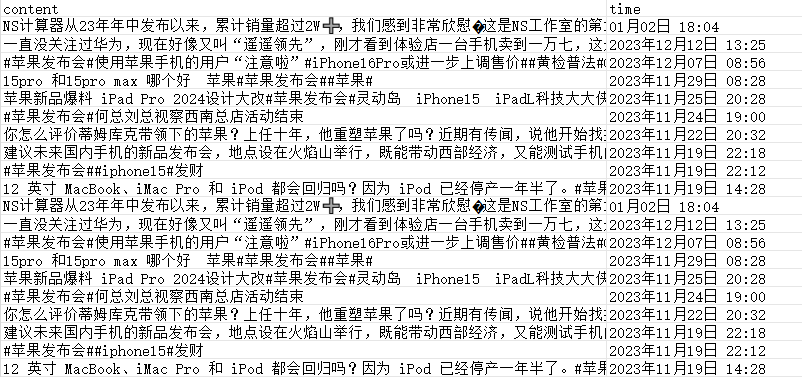 content time
NS计算器从23年年中发布以来，累计销量超过2W➕，我们感到非常欣慰�这是NS工作室的第 01月02日 18:04
一直没关注过华为，现在好像又叫“遥遥领先”，刚才看到体验店一台手机卖到一万七，这 2023年12月12日 13:25
#苹果发布会#使用苹果手机的用户“注意啦”#iPhone16Pro或进一步上调售价##黄检普法# 2023年12月07日 08:56
15pro 和15pro max 哪个好 苹果#苹果发布会##苹果# 2023年11月29日 08:28
苹果新品爆料 iPad Pro 2024设计大改#苹果发布会#灵动岛 iPhone15 iPadL科技大大侠 2023年11月25日 20:28
#苹果发布会#何总刘总视察西南总店活动结束 2023年11月24日 19:00
你怎么评价蒂姆库克带领下的苹果？上任十年，他重塑苹果了吗？近期有传闻，说他开始找 2023年11月22日 20:32
建议未来国内手机的新品发布会，地点设在火焰山举行，既能带动西部经济，又能测试手机 2023年11月19日 22:18
#苹果发布会##iphone15#发财 2023年11月19日 22:12
12 英寸 MacBook、iMac Pro 和 iPod 都会回归吗？因为 iPod 已经停产一年半了。#苹果 2023年11月19日 14:28
NS计算器从23年年中发布以来，累计销量超过2W➕，我们感到非常欣慰�这是NS工作室的第 01月02日 18:04
一直没关注过华为，现在好像又叫“遥遥领先”，刚才看到体验店一台手机卖到一万七，这 2023年12月12日 13:25
#苹果发布会#使用苹果手机的用户“注意啦”#iPhone16Pro或进一步上调售价##黄检普法# 2023年12月07日 08:56
15pro 和15pro max 哪个好 苹果#苹果发布会##苹果# 2023年11月29日 08:28
苹果新品爆料 iPad Pro 2024设计大改#苹果发布会#灵动岛 iPhone15 iPadL科技大大侠 2023年11月25日 20:28
#苹果发布会#何总刘总视察西南总店活动结束 2023年11月24日 19:00
你怎么评价蒂姆库克带领下的苹果？上任十年，他重塑苹果了吗？近期有传闻，说他开始找 2023年11月22日 20:32
建议未来国内手机的新品发布会，地点设在火焰山举行，既能带动西部经济，又能测试手机 2023年11月19日 22:18
#苹果发布会##iphone15#发财 2023年11月19日 22:12
12 英寸 MacBook、iMac Pro 和 iPod 都会回归吗？因为 iPod 已经停产一年半了。#苹果 2023年11月19日 14:28